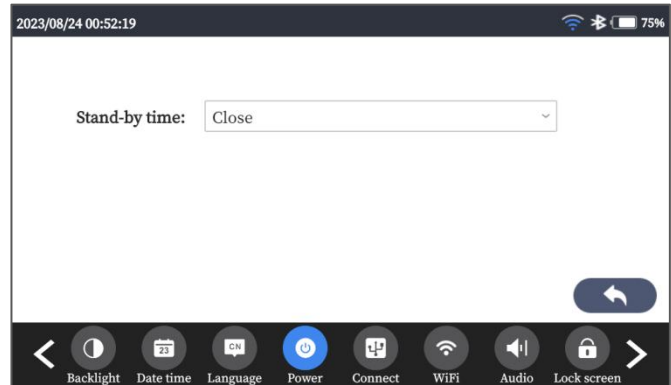 2023/08/24 00:52:19 75%
Stand-by time: Close
23 CN
Backlight Date time Language Power Connect WiFi Audio Lock screen